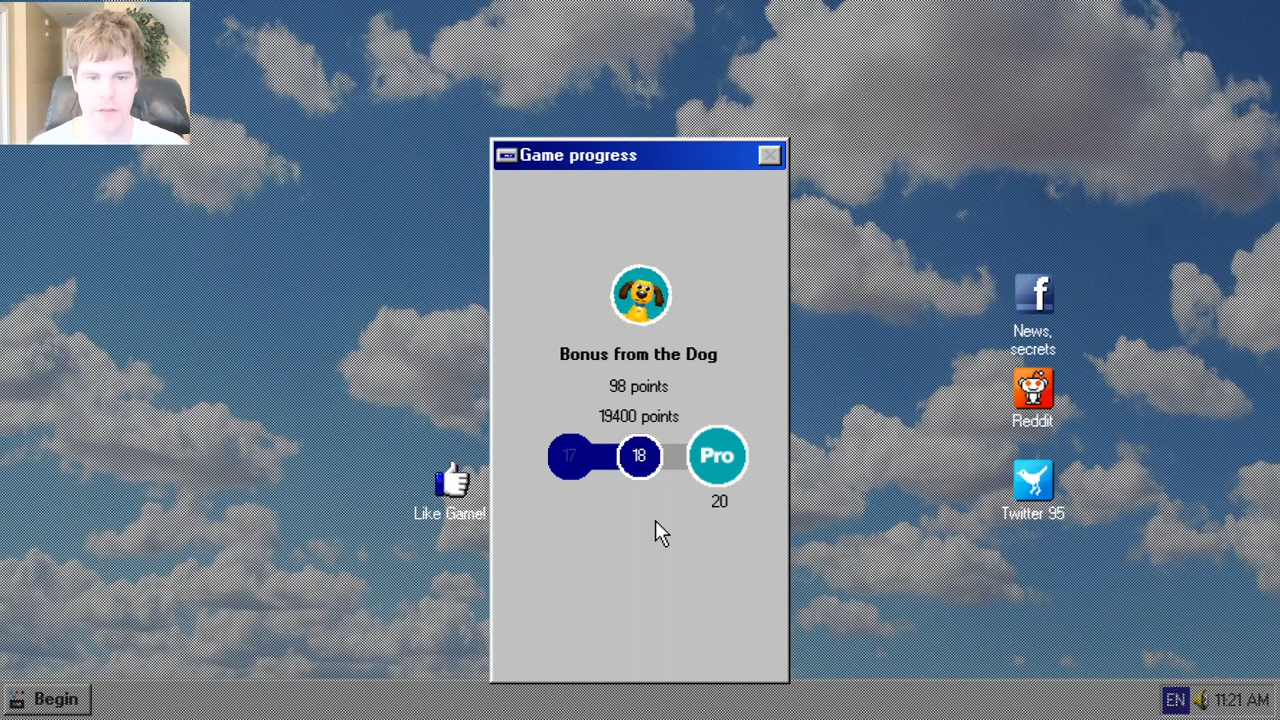 Game progress
Bonus from the Dog
98 points
19400 points
17
18
Pro
20
Like Game!
News,
secrets
Reddit
Twitter 95
Begin
EN
11:21 AM